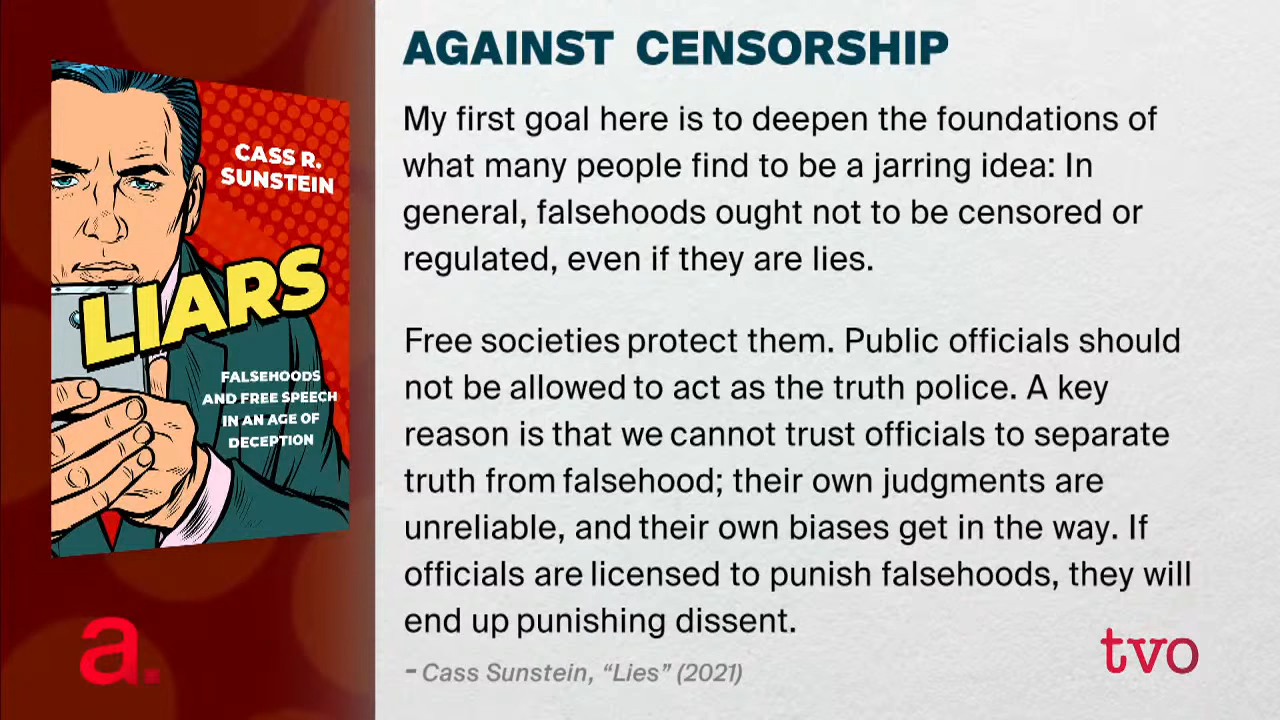 CASS R.
SUNSTEIN
LIARS
FALSEHOODS
AND FREE SPEECH
IN AN AGE OF
DECEPTION
a.
AGAINST CENSORSHIP
My first goal here is to deepen the foundations of
what many people find to be a jarring idea: In
general, falsehoods ought not to be censored or
regulated, even if they are lies.
Free societies protect them. Public officials should
not be allowed to act as the truth police. A key
reason is that we cannot trust officials to separate
truth from falsehood; their own judgments are
unreliable, and their own biases get in the way. If
officials are licensed to punish falsehoods, they will
end up punishing dissent.
– Cass Sunstein, “Lies” (2021)
tvo